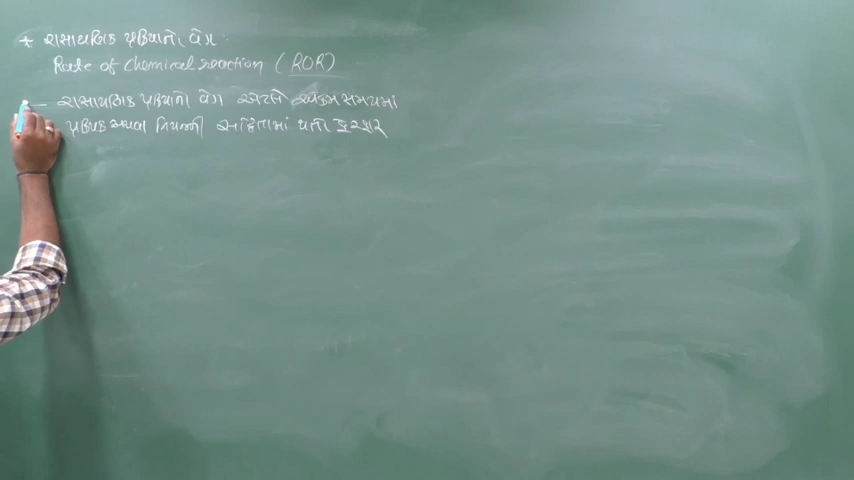 * રાસાયણિક પ્રક્રિયાનો વેગ
Rate of chemical reaction (ROR)
— રાસાયણિક પ્રક્રિયાનો વેગ એટલે એકમ સમયમાં
પ્રક્રિયક અથવા નિપજની સાંદ્રતામાં થતો ફેરફાર